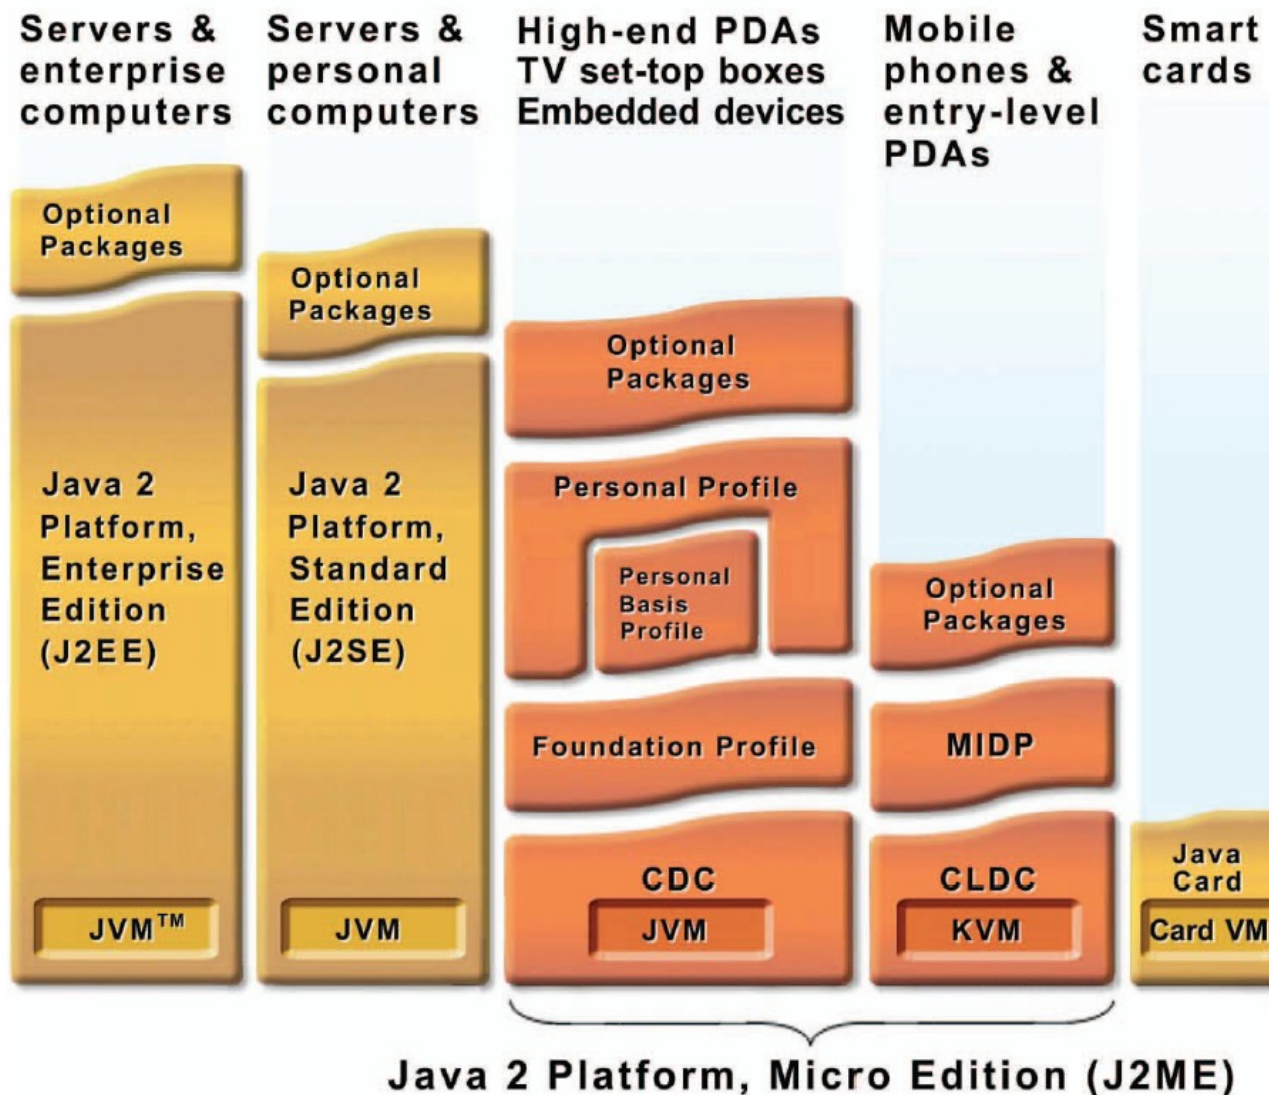 Servers &
enterprise
computers
Servers &
personal
computers
High-end PDAs
TV set-top boxes
Embedded devices
Mobile
phones &
entry-level
PDAs
Smart
cards
Optional
Packages
Java 2
Platform,
Enterprise
Edition
(J2EE)
JVM™
Optional
Packages
Java 2
Platform,
Standard
Edition
(J2SE)
JVM
Optional
Packages
Personal Profile
Personal
Basis
Profile
Foundation Profile
CDC
JVM
Optional
Packages
MIDP
CLDC
KVM
Java
Card
Card VM
Java 2 Platform, Micro Edition (J2ME)